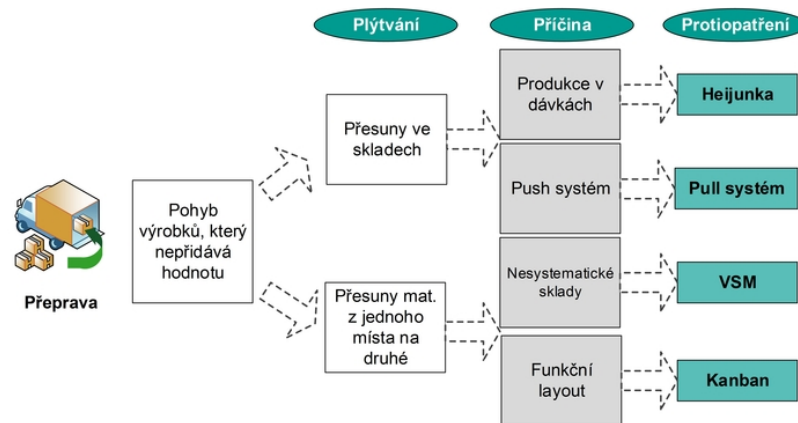 Plýtvání
Příčina
Protiopatření
Produkce v
dávkách
Heijunka
Přesuny ve
skladech
Push systém
Pull systém
Pohyb
výrobků, který
nepřidává
hodnotu
Přeprava
Nesystematické
sklady
VSM
Přesuny mat.
z jednoho
místa na
druhé
Funkční
layout
Kanban